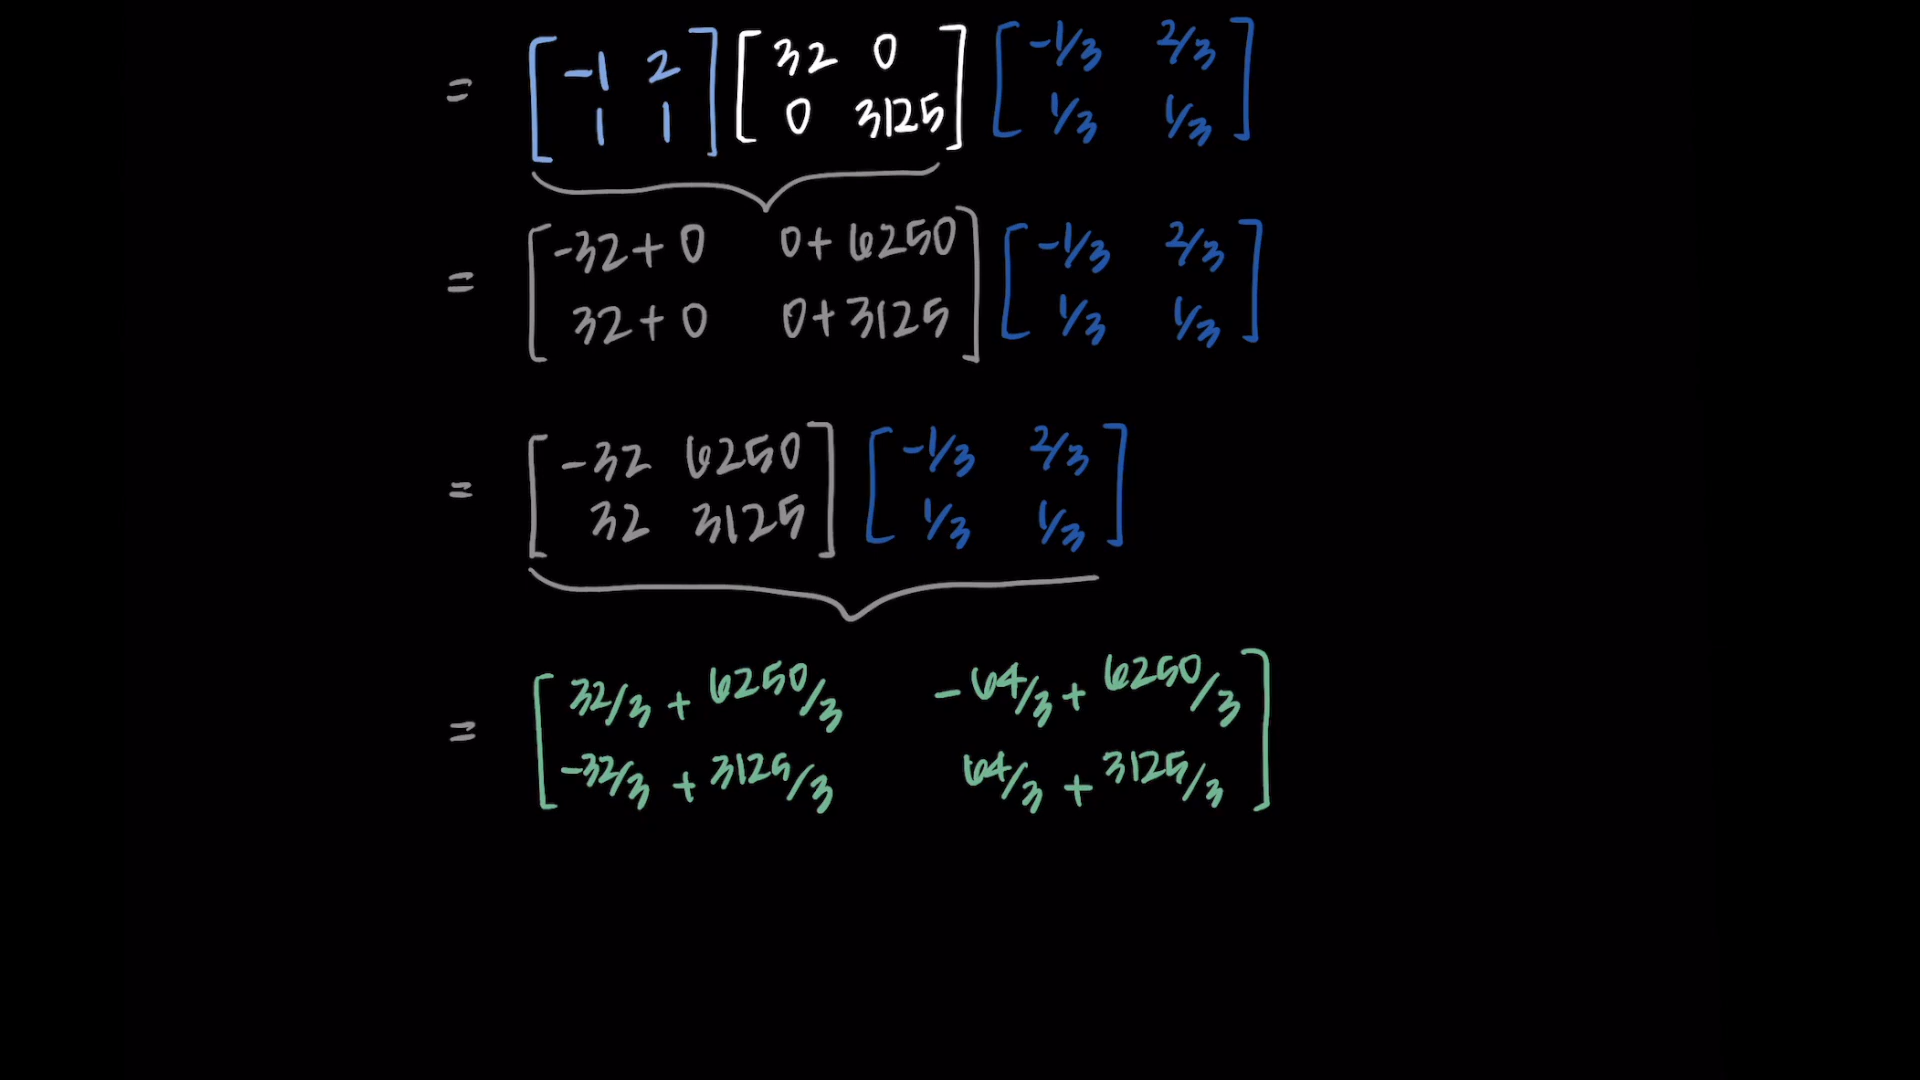 = [ -1 2 ] [ 32 0 ] [ -1/3 2/3 ]
1 1 0 3125 1/3 1/3
= [ -32+0 0+6250 ] [ -1/3 2/3 ]
32+0 0+3125 1/3 1/3
= [ -32 6250 ] [ -1/3 2/3 ]
32 3125 1/3 1/3
= [ 32/3 + 6250/3 -64/3 + 6250/3 ]
-32/3 + 3125/3 64/3 + 3125/3